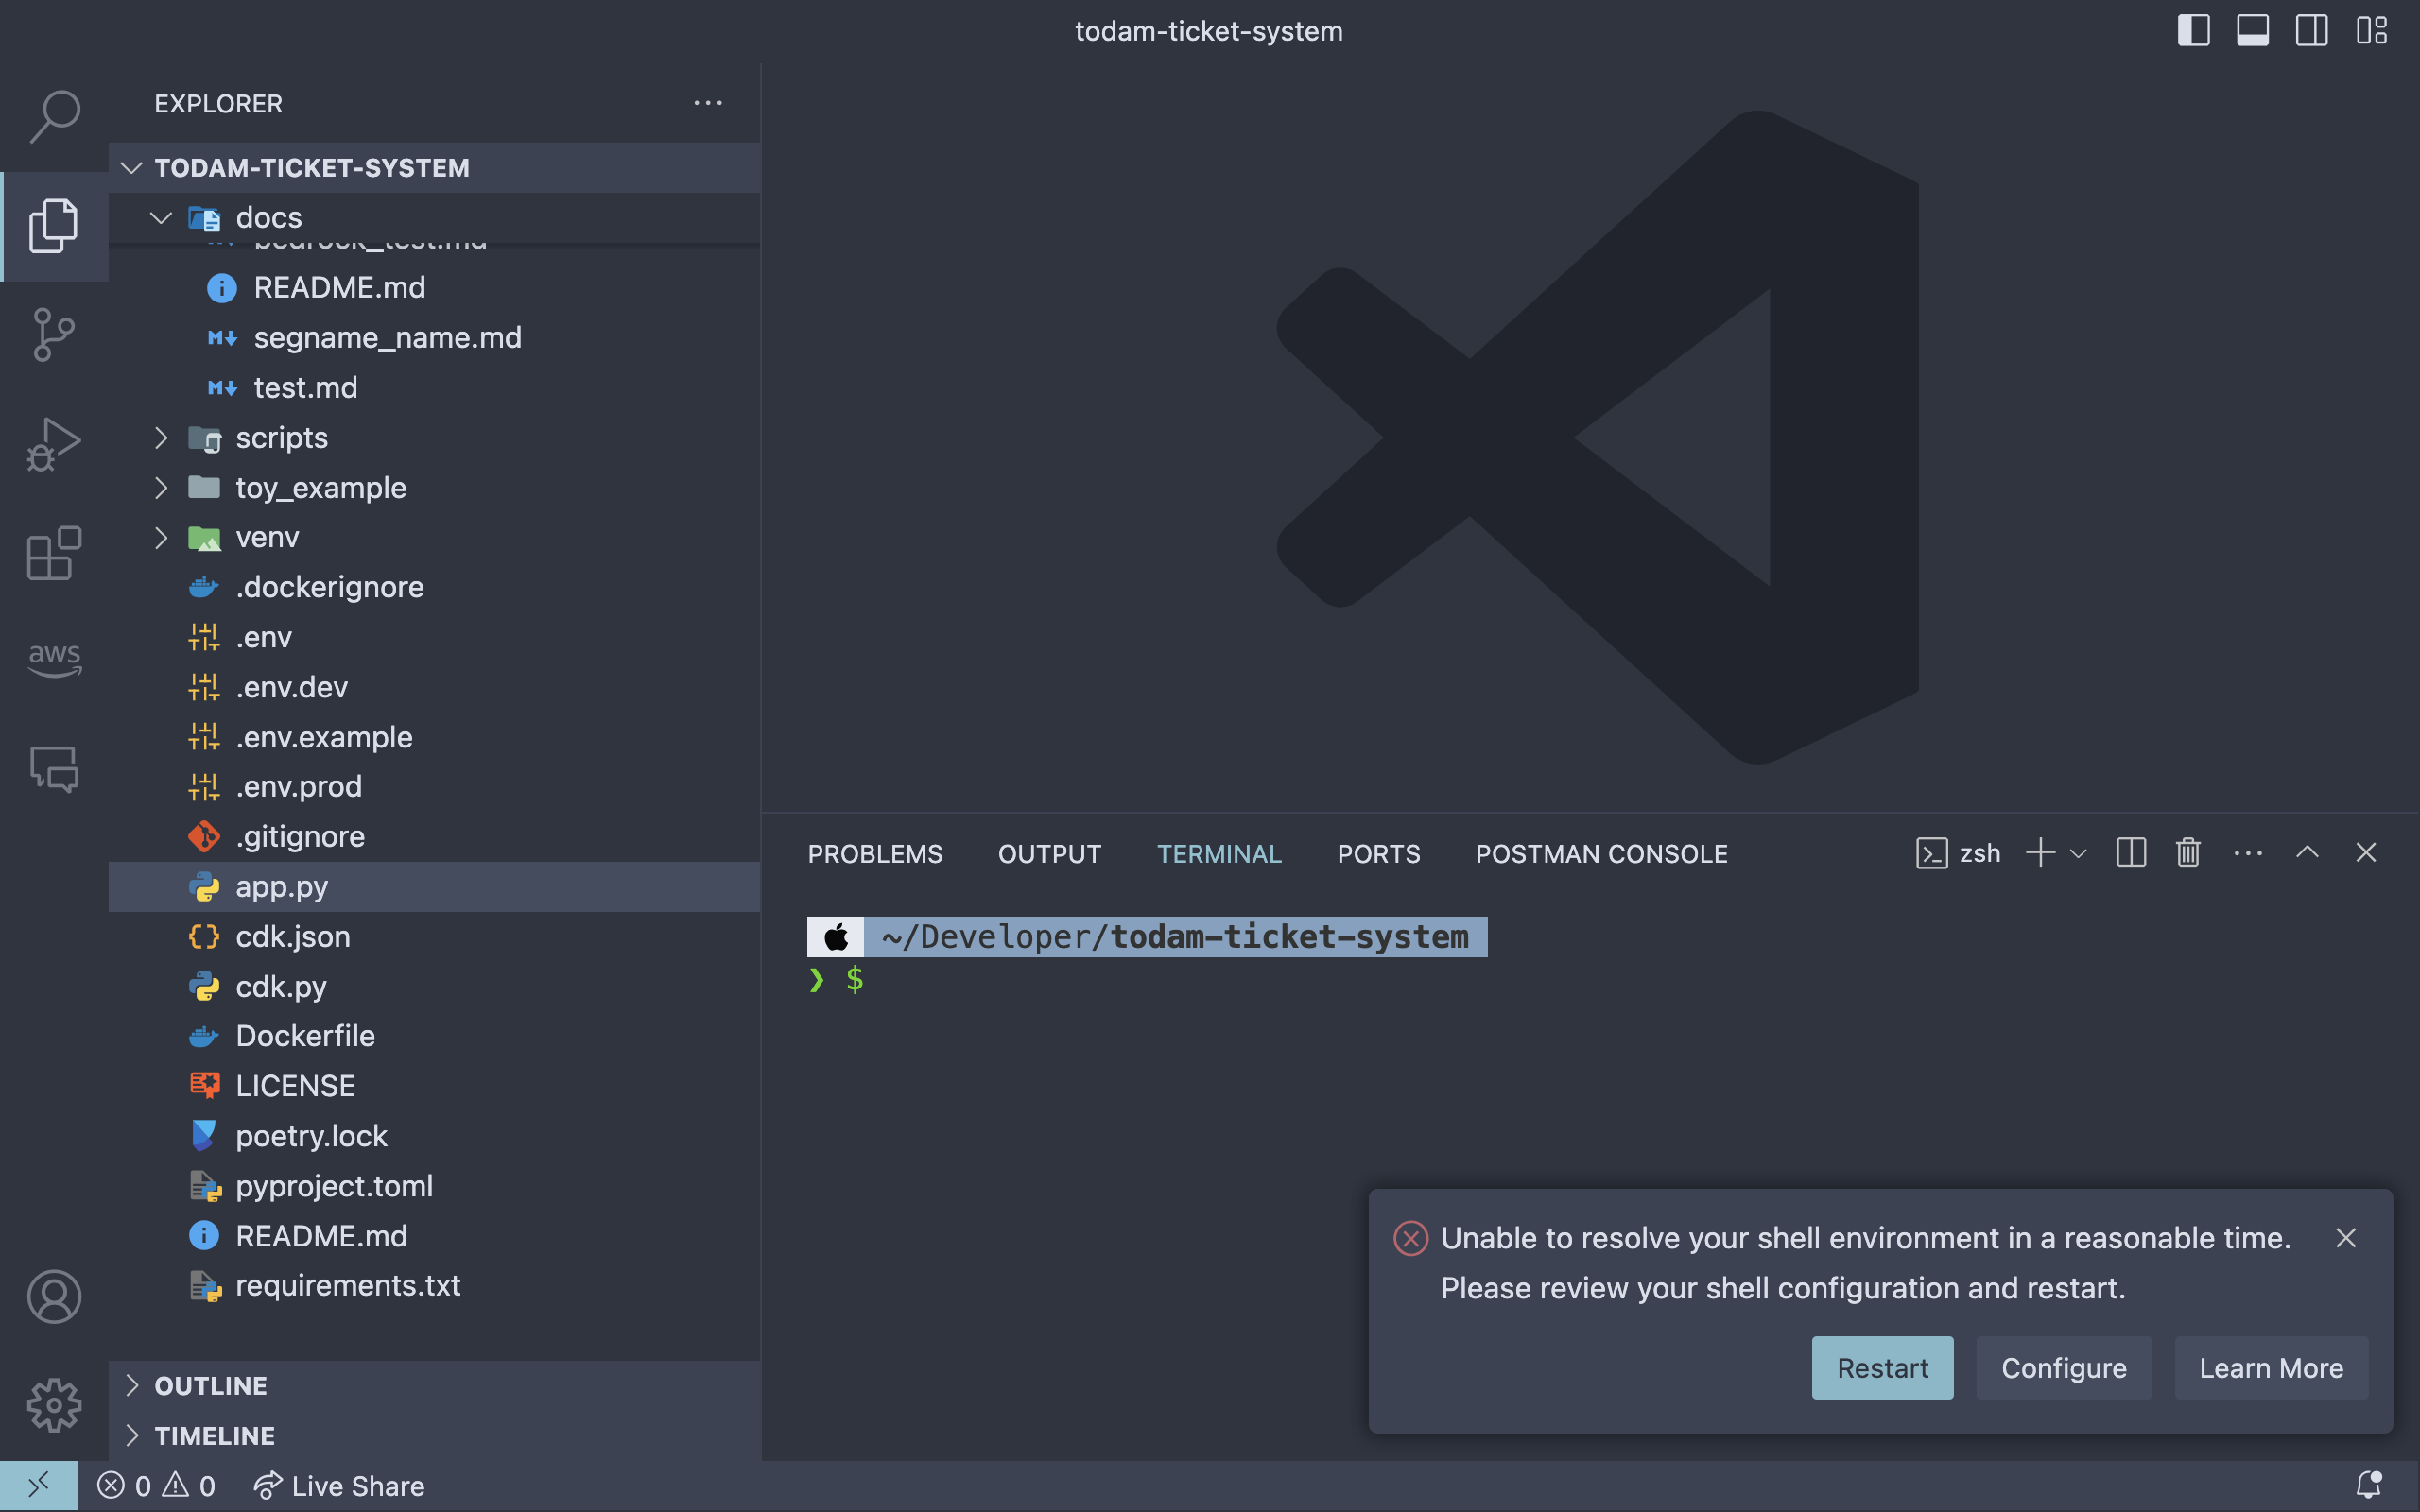 todam-ticket-system
EXPLORER
TODAM-TICKET-SYSTEM
docs
bedrock_test.md
README.md
segname_name.md
test.md
scripts
toy_example
venv
.dockerignore
.env
.env.dev
.env.example
.env.prod
.gitignore
app.py
cdk.json
cdk.py
Dockerfile
LICENSE
poetry.lock
pyproject.toml
README.md
requirements.txt
OUTLINE
TIMELINE
aws
PROBLEMS OUTPUT TERMINAL PORTS POSTMAN CONSOLE zsh
~/Developer/todam-ticket-system
❯ $
Unable to resolve your shell environment in a reasonable time.
Please review your shell configuration and restart.
Restart Configure Learn More
0 0 Live Share